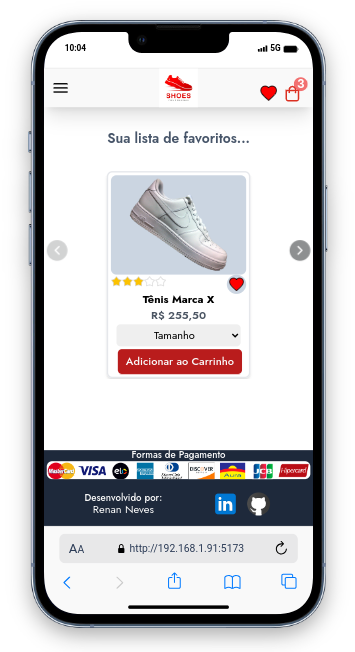 10:04
5G
SHOES
3
Sua lista de favoritos...
Tênis Marca X
R$ 255,50
Tamanho
Adicionar ao Carrinho
Formas de Pagamento
MasterCard VISA elo DISCOVER Aura JCB Hipercard
Desenvolvido por:
Renan Neves
in
AA http://192.168.1.91:5173